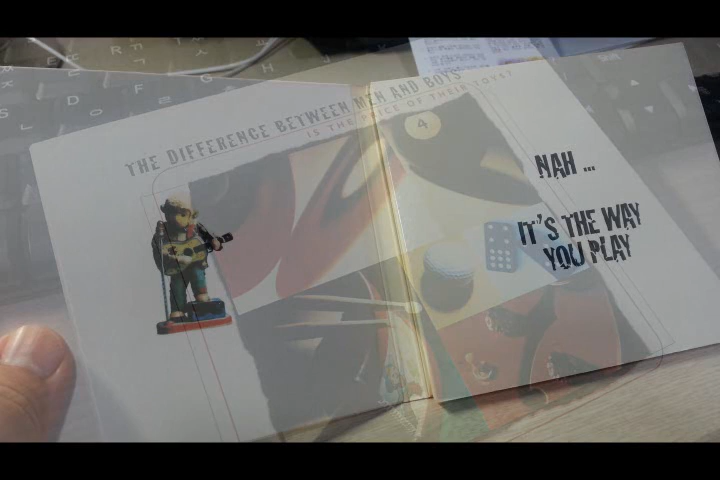 THE DIFFERENCE BETWEEN MEN AND BOYS
IS THE PRICE OF THEIR TOYS?
4
NAH ...
IT'S THE WAY
YOU PLAY
S D F G H